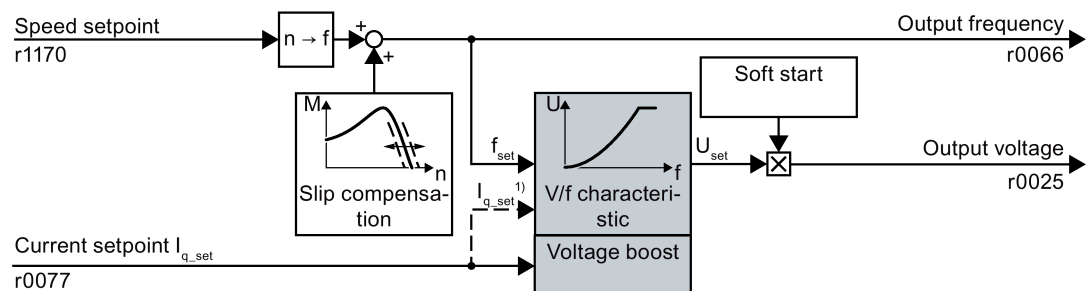 Speed setpoint
r1170
n → f
+
+
Output frequency
r0066
Soft start
M
n
Slip compensa-
tion
f_set
I_q_set 1)
U
f
V/f characteri-
stic
U_set
Output voltage
r0025
Current setpoint I_q_set
r0077
Voltage boost